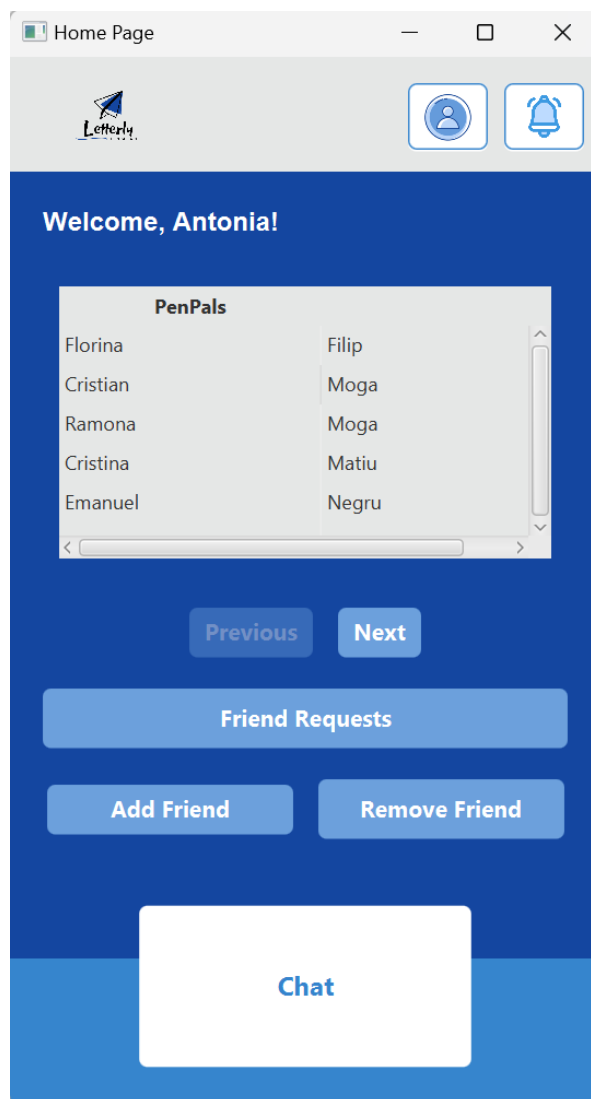 Home Page
Letterly
Welcome, Antonia!
PenPals
Florina Filip
Cristian Moga
Ramona Moga
Cristina Matiu
Emanuel Negru
Previous Next
Friend Requests
Add Friend Remove Friend
Chat